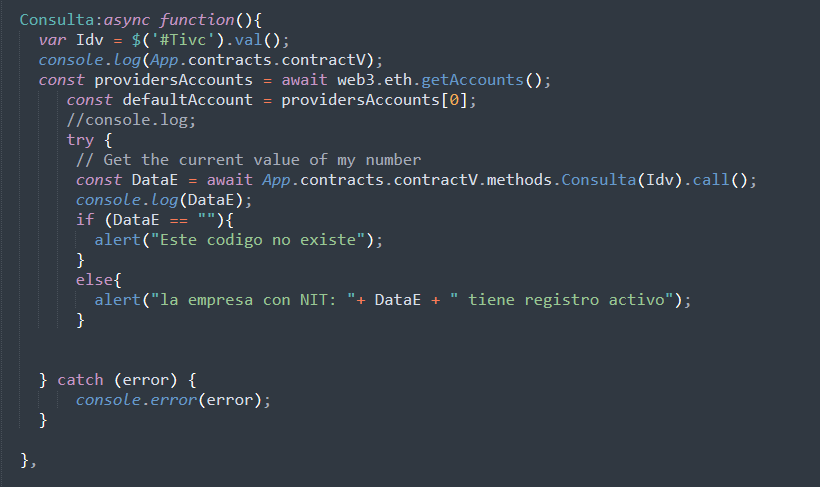 Consulta:async function(){
var Idv = $('#Tivc').val();
console.log(App.contracts.contractV);
const providersAccounts = await web3.eth.getAccounts();
const defaultAccount = providersAccounts[0];
//console.log;
try {
// Get the current value of my number
const DataE = await App.contracts.contractV.methods.Consulta(Idv).call();
console.log(DataE);
if (DataE == ""){
alert("Este codigo no existe");
}
else{
alert("la empresa con NIT: "+ DataE + " tiene registro activo");
}
} catch (error) {
console.error(error);
}
},